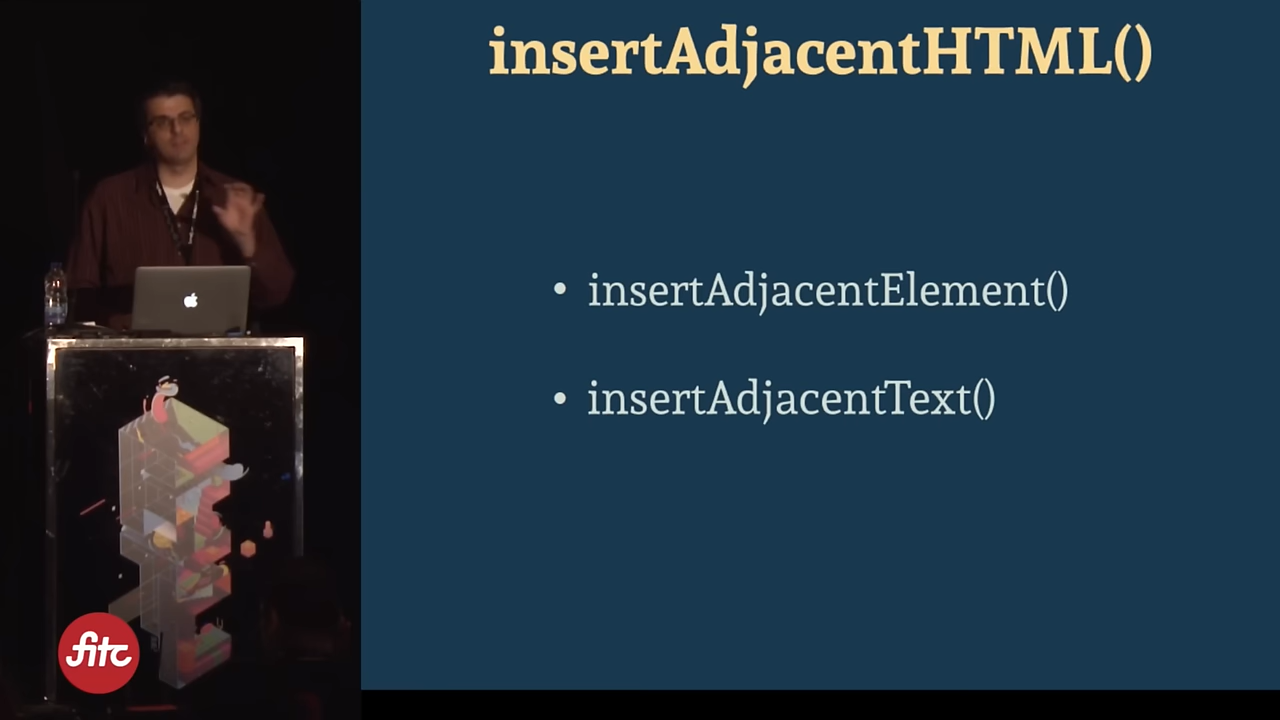 insertAdjacentHTML()
• insertAdjacentElement()
• insertAdjacentText()
fitc